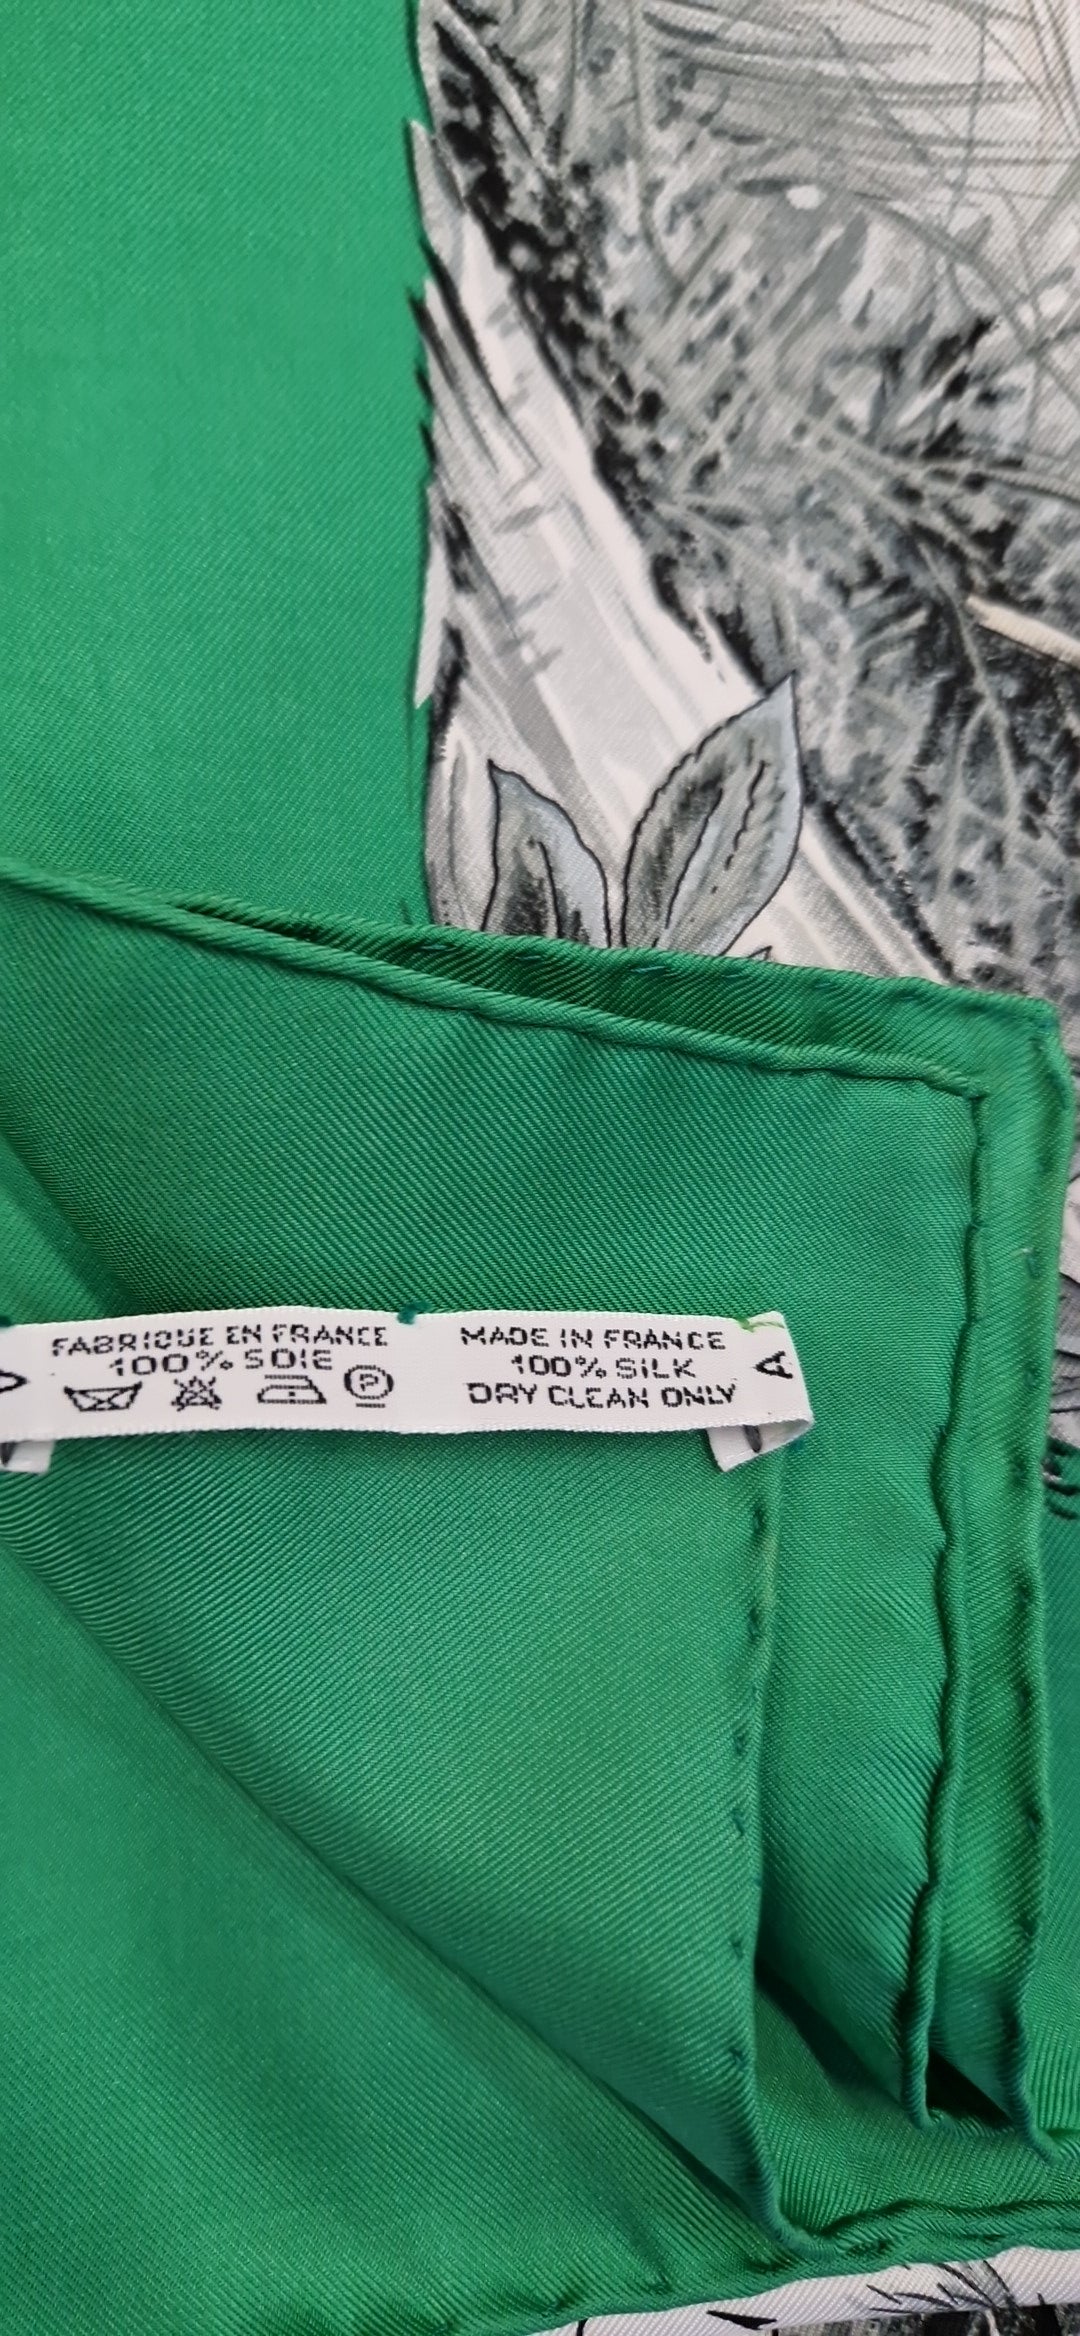 FABRIQUE EN FRANCE
100% SOIE
P
MADE IN FRANCE
100% SILK
DRY CLEAN ONLY
A